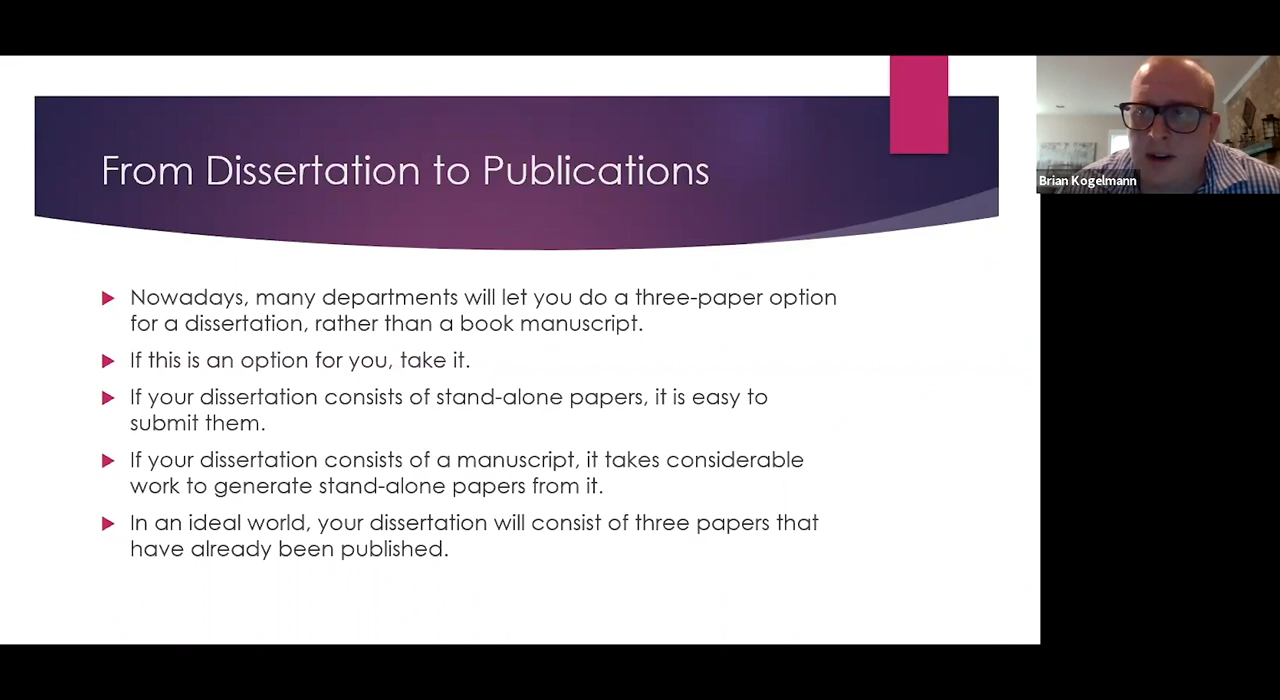 From Dissertation to Publications
Nowadays, many departments will let you do a three-paper option
for a dissertation, rather than a book manuscript.
If this is an option for you, take it.
If your dissertation consists of stand-alone papers, it is easy to
submit them.
If your dissertation consists of a manuscript, it takes considerable
work to generate stand-alone papers from it.
In an ideal world, your dissertation will consist of three papers that
have already been published.
Brian Kogelmann